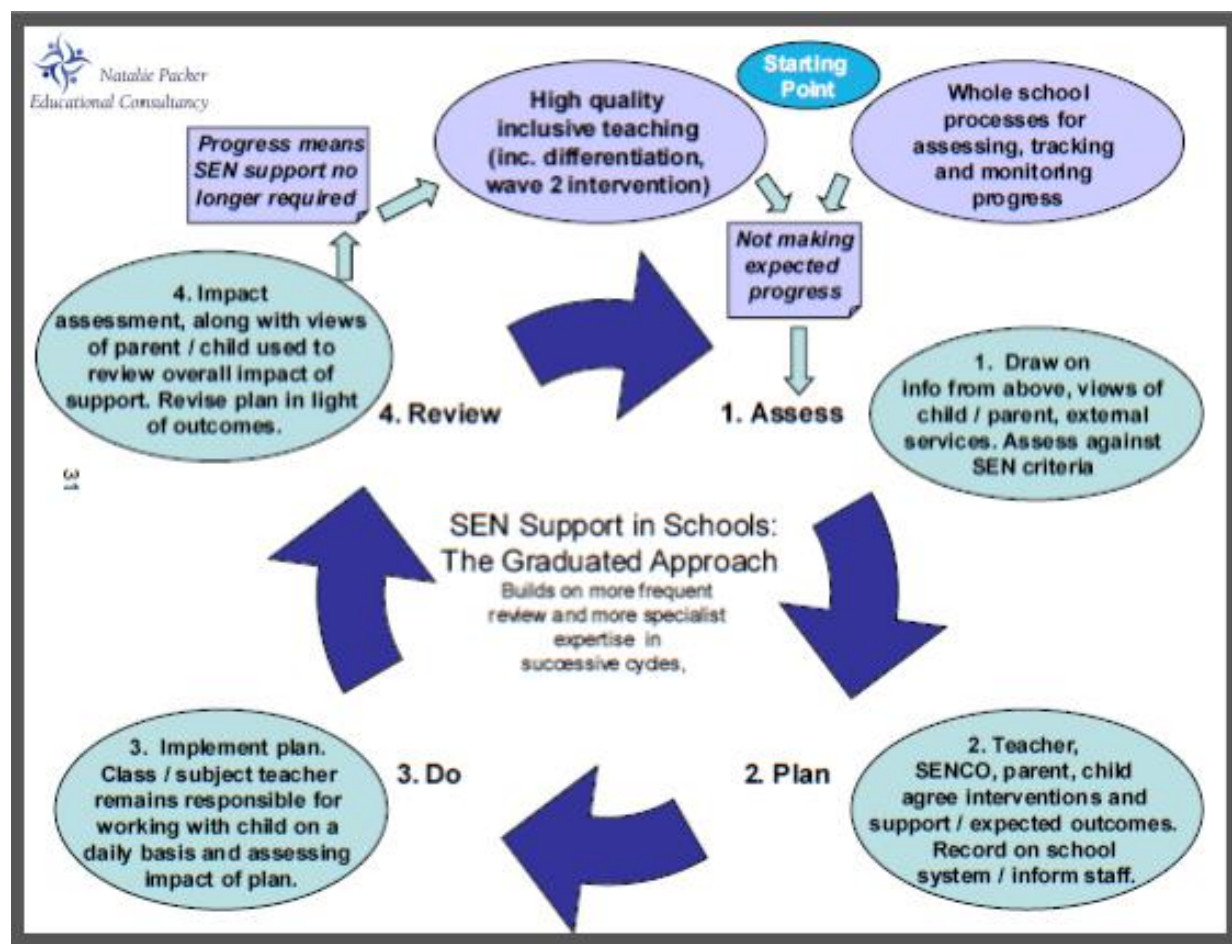 Natalie Packer
Educational Consultancy
Starting
Point
High quality
inclusive teaching
(inc. differentiation,
wave 2 intervention)
Whole school
processes for
assessing, tracking
and monitoring
progress
Progress means
SEN support no
longer required
Not making
expected
progress
4. Impact
assessment, along with views
of parent / child used to
review overall impact of
support. Revise plan in light
of outcomes.
4. Review
1. Assess
1. Draw on
info from above, views of
child / parent, external
services. Assess against
SEN criteria
31
SEN Support in Schools:
The Graduated Approach
Builds on more frequent
review and more specialist
expertise in
successive cycles,
3. Implement plan.
Class / subject teacher
remains responsible for
working with child on a
daily basis and assessing
impact of plan.
3. Do
2. Plan
2. Teacher,
SENCO, parent, child
agree interventions and
support / expected outcomes.
Record on school
system / inform staff.